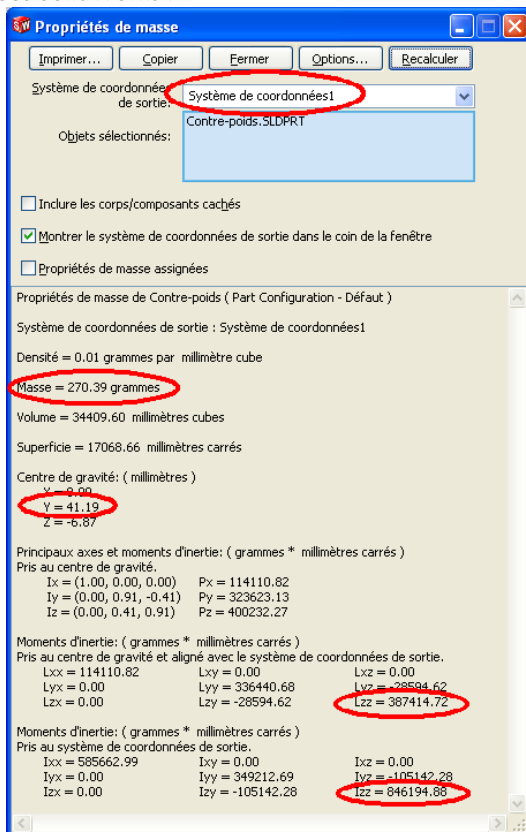 Propriétés de masse
Imprimer... Copier Fermer Options... Recalculer
Système de coordonnées
de sortie: Système de coordonnées1
Objets sélectionnés: Contre-poids.SLDPRT
Inclure les corps/composants cachés
Montrer le système de coordonnées de sortie dans le coin de la fenêtre
Propriétés de masse assignées
Propriétés de masse de Contre-poids ( Part Configuration - Défaut )
Système de coordonnées de sortie : Système de coordonnées1
Densité = 0.01 grammes par millimètre cube
Masse = 270.39 grammes
Volume = 34409.60 millimètres cubes
Superficie = 17068.66 millimètres carrés
Centre de gravité: ( millimètres )
X = 0.00
Y = 41.19
Z = -6.87
Principaux axes et moments d'inertie: ( grammes * millimètres carrés )
Pris au centre de gravité.
Ix = (1.00, 0.00, 0.00) Px = 114110.82
Iy = (0.00, 0.91, -0.41) Py = 323623.13
Iz = (0.00, 0.41, 0.91) Pz = 400232.27
Moments d'inertie: ( grammes * millimètres carrés )
Pris au centre de gravité et aligné avec le système de coordonnées de sortie.
Lxx = 114110.82 Lxy = 0.00 Lxz = 0.00
Lyx = 0.00 Lyy = 336440.68 Lyz = -28594.62
Lzx = 0.00 Lzy = -28594.62 Lzz = 387414.72
Moments d'inertie: ( grammes * millimètres carrés )
Pris au système de coordonnées de sortie.
Ixx = 585662.99 Ixy = 0.00 Ixz = 0.00
Iyx = 0.00 Iyy = 349212.69 Iyz = -105142.28
Izx = 0.00 Izy = -105142.28 Izz = 846194.88